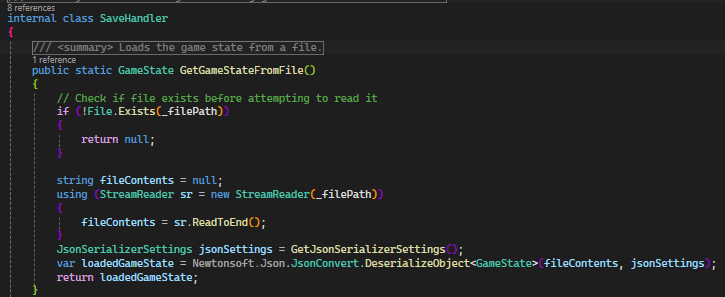 8 references
internal class SaveHandler
{
/// <summary> Loads the game state from a file.
1 reference
public static GameState GetGameStateFromFile()
{
// Check if file exists before attempting to read it
if (!File.Exists(_filePath))
{
return null;
}
string fileContents = null;
using (StreamReader sr = new StreamReader(_filePath))
{
fileContents = sr.ReadToEnd();
}
JsonSerializerSettings jsonSettings = GetJsonSerializerSettings();
var loadedGameState = Newtonsoft.Json.JsonConvert.DeserializeObject<GameState>(fileContents, jsonSettings);
return loadedGameState;
}